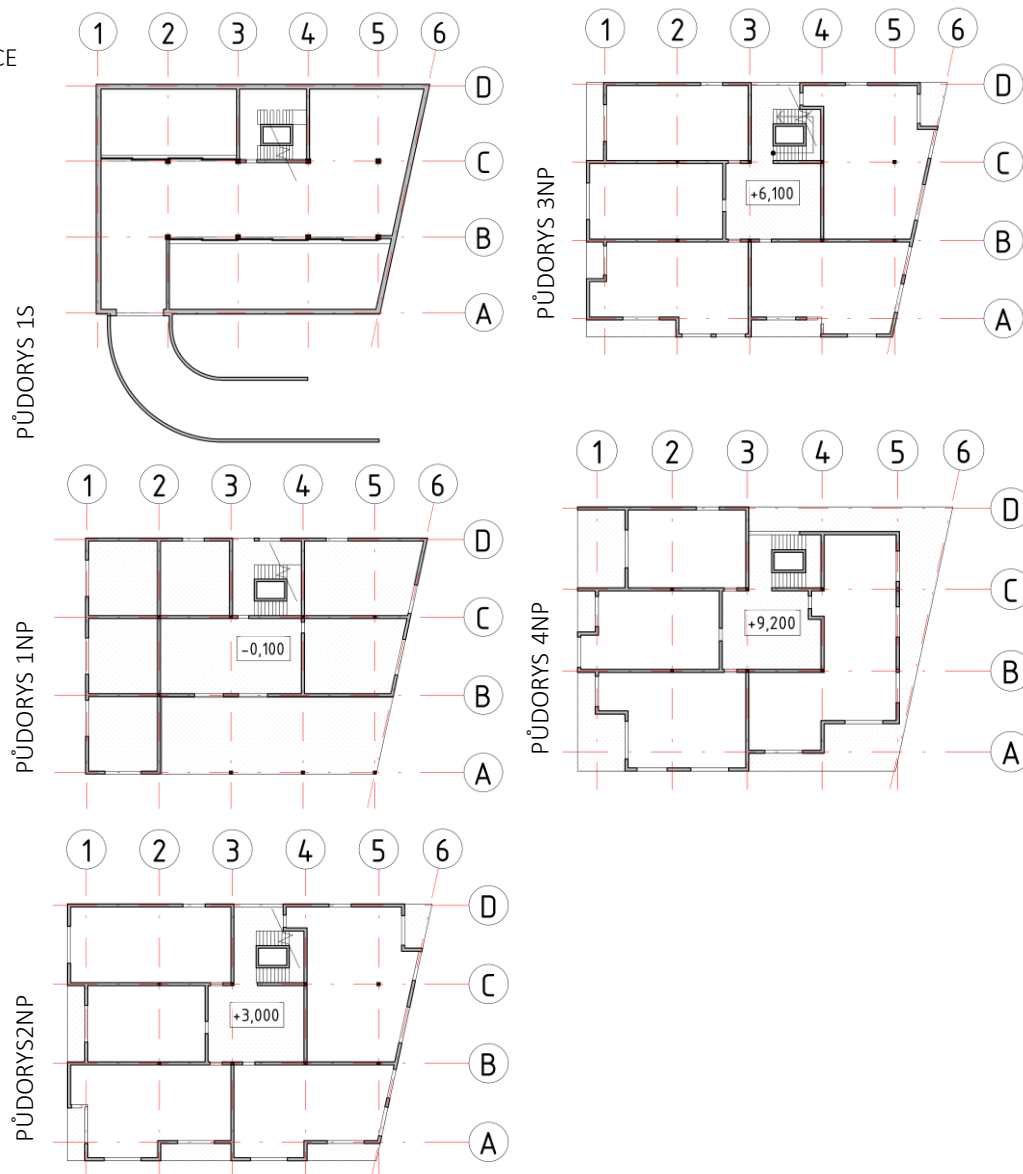 CE
1 2 3 4 5 6
D
C
B
A
PŮDORYS 1S
1 2 3 4 5 6
D
C
B
A
+6,100
PŮDORYS 3NP
1 2 3 4 5 6
D
C
B
A
-0,100
PŮDORYS 1NP
1 2 3 4 5 6
D
C
B
A
+9,200
PŮDORYS 4NP
1 2 3 4 5 6
D
C
B
A
+3,000
PŮDORYS2NP